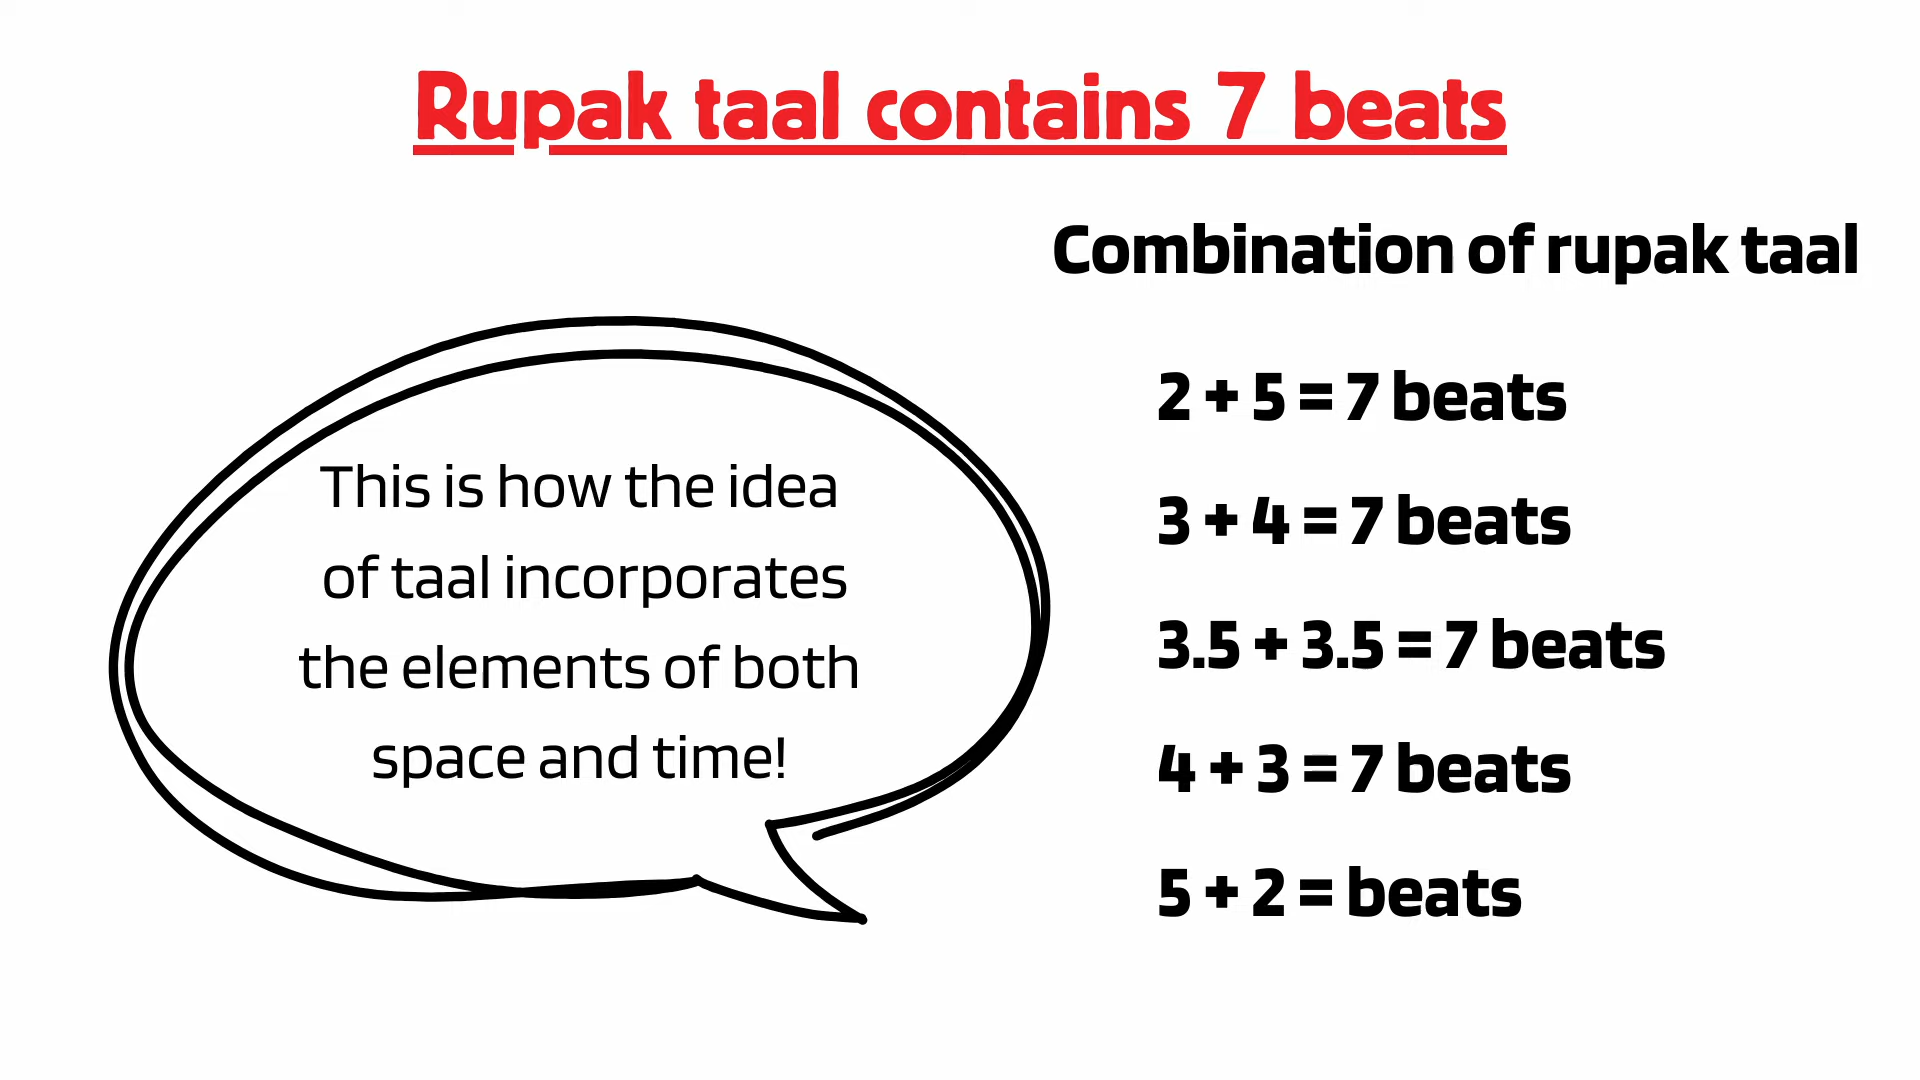 Rupak taal contains 7 beats
Combination of rupak taal
This is how the idea
of taal incorporates
the elements of both
space and time!
2 + 5 = 7 beats
3 + 4 = 7 beats
3.5 + 3.5 = 7 beats
4 + 3 = 7 beats
5 + 2 = beats